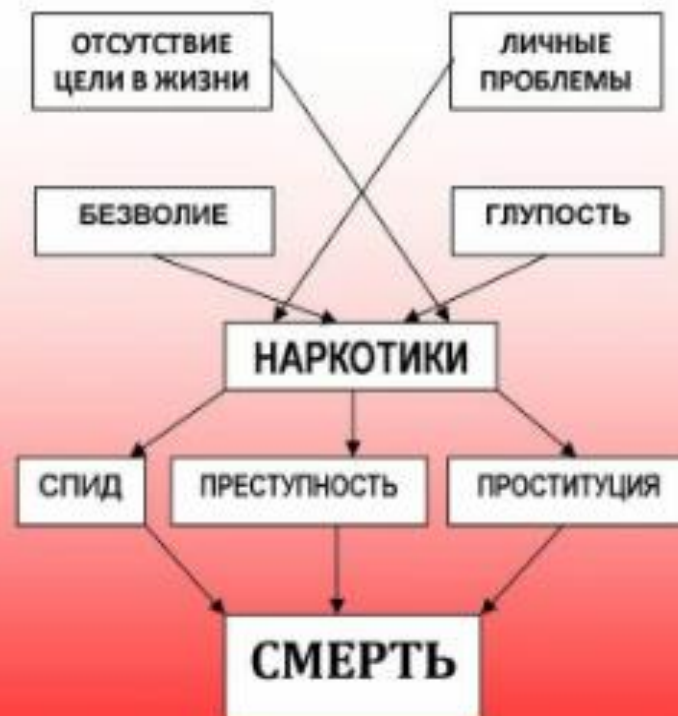 ОТСУТСТВИЕ
ЦЕЛИ В ЖИЗНИ
ЛИЧНЫЕ
ПРОБЛЕМЫ
БЕЗВОЛИЕ
ГЛУПОСТЬ
НАРКОТИКИ
СПИД
ПРЕСТУПНОСТЬ
ПРОСТИТУЦИЯ
СМЕРТЬ